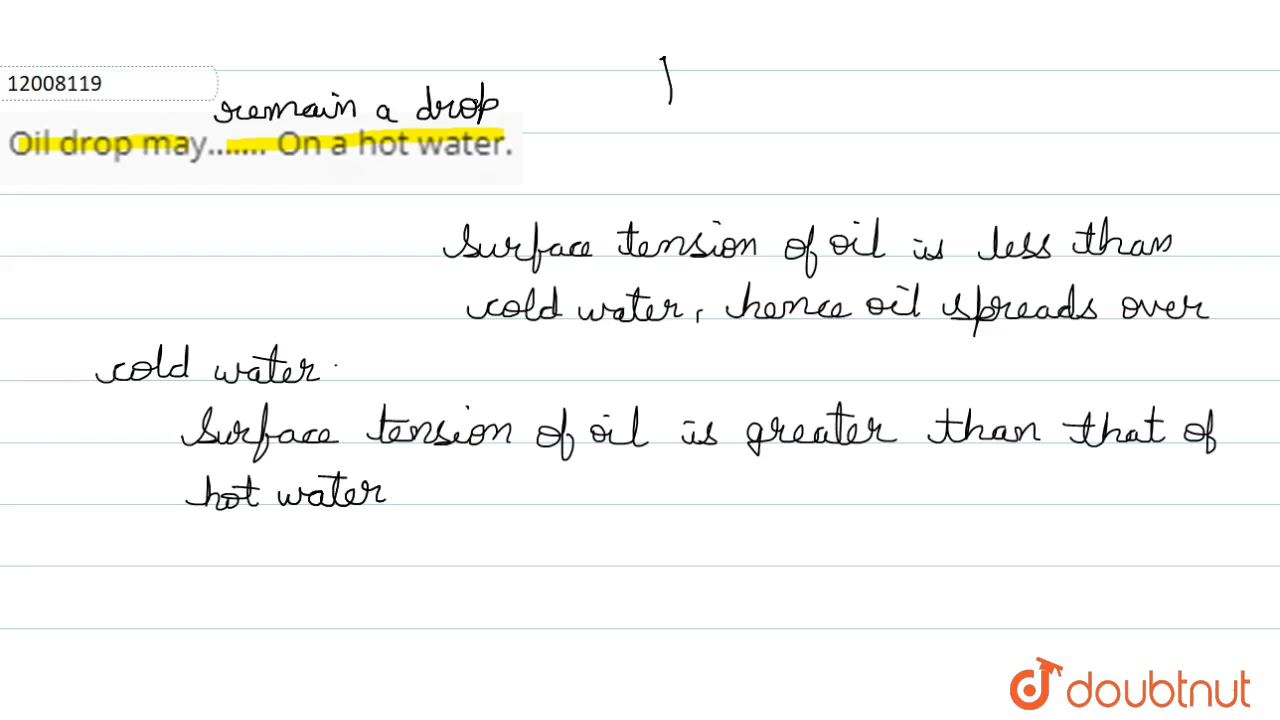 12008119
remain a drop
Oil drop may....... On a hot water.
Surface tension of oil is less than
cold water, hence oil spreads over
cold water.
Surface tension of oil is greater than that of
hot water
doubtnut